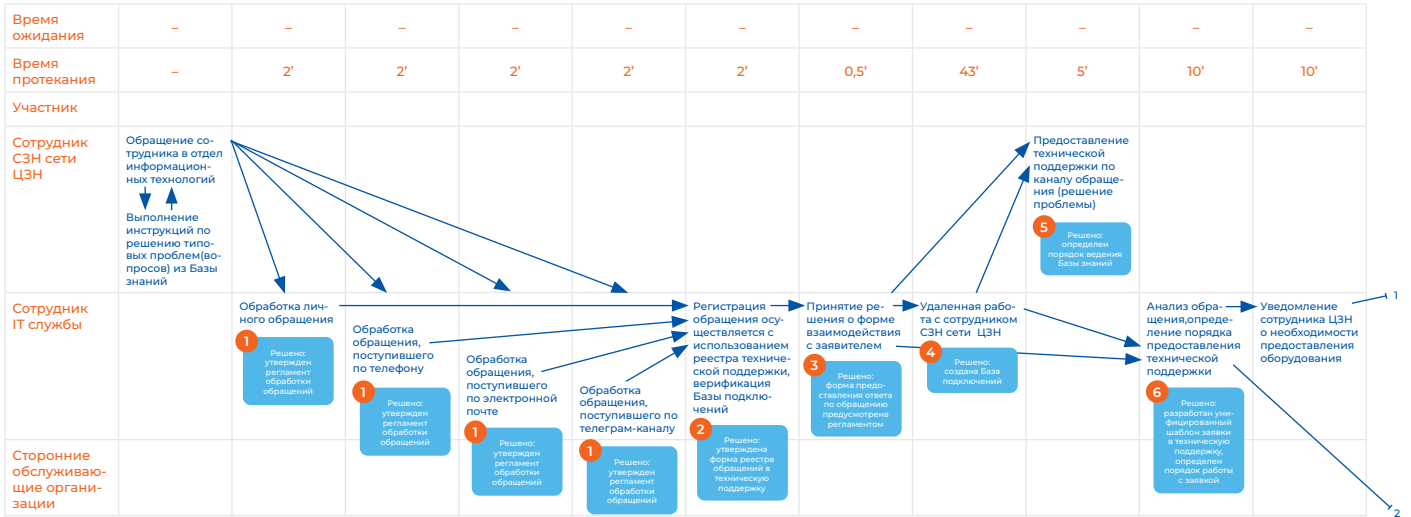 Время
ожидания
–
–
–
–
–
–
–
–
–
–
–
Время
протекания
–
2’
2’
2’
2’
2’
0,5’
43’
5’
10’
10’
Участник
Сотрудник
СЗН сети
ЦЗН
Обращение со-
трудника в отдел
информацион-
ных технологий
Выполнение
инструкций по
решению типо-
вых проблем(во-
просов) из Базы
знаний
Предоставление
технической
поддержки по
каналу обраще-
ния (решение
проблемы)
5
Решено:
определен
порядок ведения
Базы знаний
Сотрудник
IT службы
Обработка лич-
ного обращения
1
Решено:
утвержден
регламент
обработки
обращений
Обработка
обращения,
поступившего
по телефону
1
Решено:
утвержден
регламент
обработки
обращений
Обработка
обращения,
поступившего
по электронной
почте
1
Решено:
утвержден
регламент
обработки
обращений
Обработка
обращения,
поступившего по
телеграм-каналу
1
Решено:
утвержден
регламент
обработки
обращений
Регистрация
обращения осу-
ществляется с
использованием
реестра техниче-
ской поддержки,
верификация
Базы подклю-
чений
2
Решено:
утверждена
форма реестра
обращений в
техническую
поддержку
Принятие ре-
шения о форме
взаимодействия
с заявителем
3
Решено:
форма предо-
ставления ответа
по обращению
предусмотрена
регламентом
Удаленная рабо-
та с сотрудником
СЗН сети ЦЗН
4
Решено:
создана База
подключений
Анализ обра-
щения,опреде-
ление порядка
предоставления
технической
поддержки
6
Решено:
разработан уни-
фицированный
шаблон заявки
в техническую
поддержку,
определен
порядок работы
с заявкой
Уведомление
сотрудника ЦЗН
о необходимости
предоставления
оборудования
1
2
Сторонние
обслуживаю-
щие органи-
зации